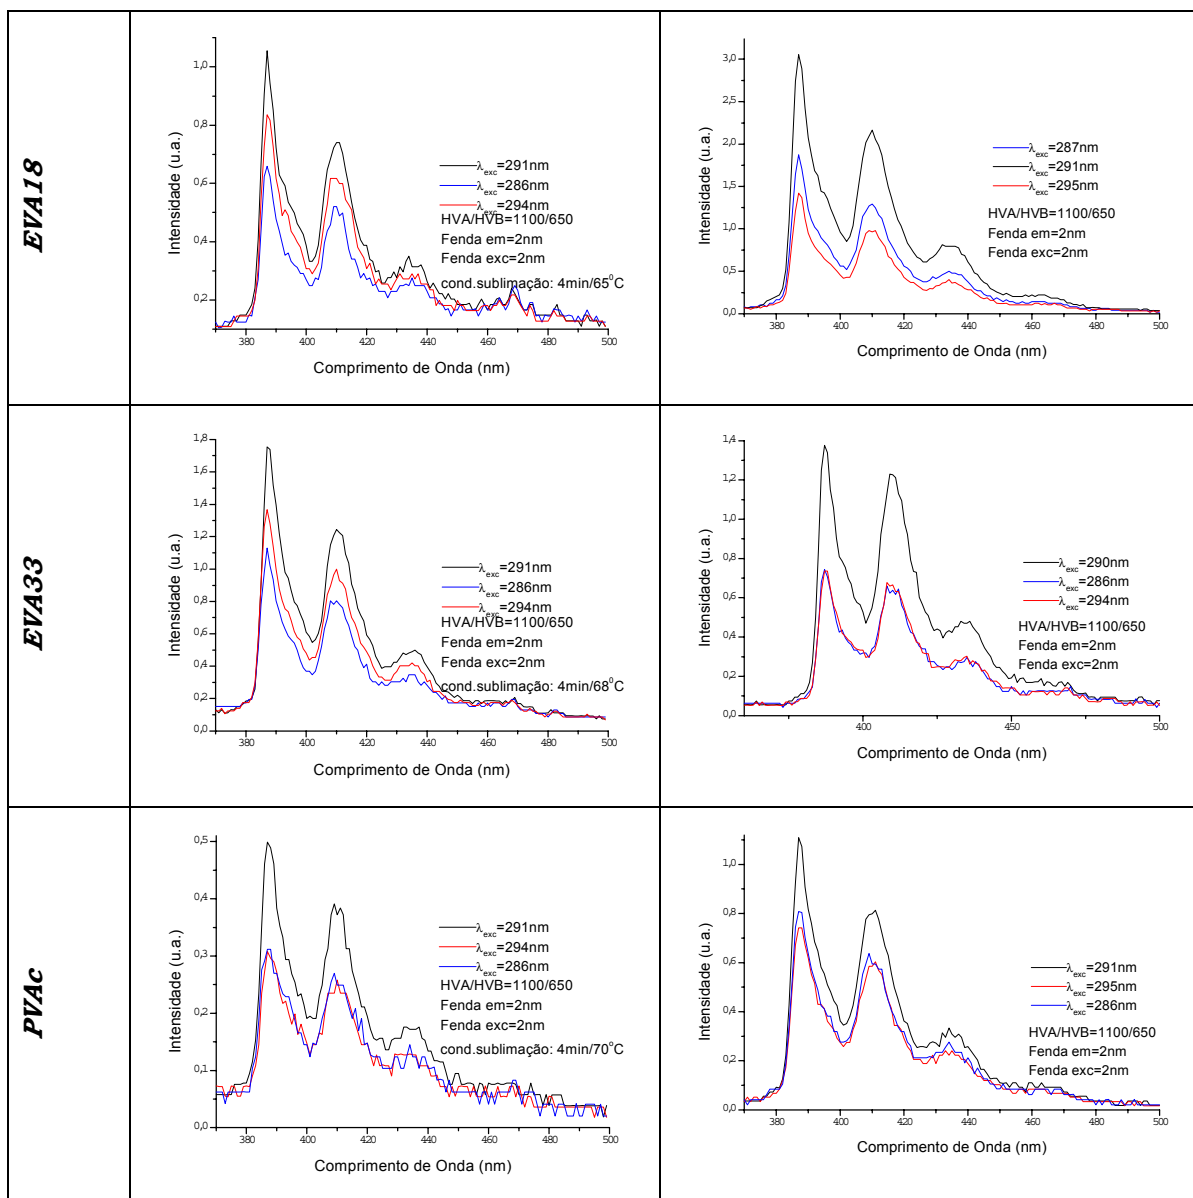 EVA18
Intensidade (u.a.)
1,0
0,8
0,6
0,4
0,2
λexc=291nm
λexc=286nm
λexc=294nm
HVA/HVB=1100/650
Fenda em=2nm
Fenda exc=2nm
cond.sublimação: 4min/65⁰C
380 400 420 440 460 480 500
Comprimento de Onda (nm)
Intensidade (u.a.)
3,0
2,5
2,0
1,5
1,0
0,5
0,0
λexc=287nm
λexc=291nm
λexc=295nm
HVA/HVB=1100/650
Fenda em=2nm
Fenda exc=2nm
380 400 420 440 460 480 500
Comprimento de Onda (nm)
EVA33
Intensidade (u.a.)
1,8
1,6
1,4
1,2
1,0
0,8
0,6
0,4
0,2
0,0
λexc=291nm
λexc=286nm
λexc=294nm
HVA/HVB=1100/650
Fenda em=2nm
Fenda exc=2nm
cond.sublimação: 4min/68⁰C
380 400 420 440 460 480 500
Comprimento de Onda (nm)
Intensidade (u.a.)
1,4
1,2
1,0
0,8
0,6
0,4
0,2
0,0
λexc=290nm
λexc=286nm
λexc=294nm
HVA/HVB=1100/650
Fenda em=2nm
Fenda exc=2nm
400 450 500
Comprimento de Onda (nm)
PVAc
Intensidade (u.a.)
0,5
0,4
0,3
0,2
0,1
0,0
λexc=291nm
λexc=294nm
λexc=286nm
HVA/HVB=1100/650
Fenda em=2nm
Fenda exc=2nm
cond.sublimação: 4min/70°C
380 400 420 440 460 480 500
Comprimento de Onda (nm)
Intensidade (u.a.)
1,0
0,8
0,6
0,4
0,2
0,0
λexc=291nm
λexc=295nm
λexc=286nm
HVA/HVB=1100/650
Fenda em=2nm
Fenda exc=2nm
380 400 420 440 460 480 500
Comprimento de Onda (nm)